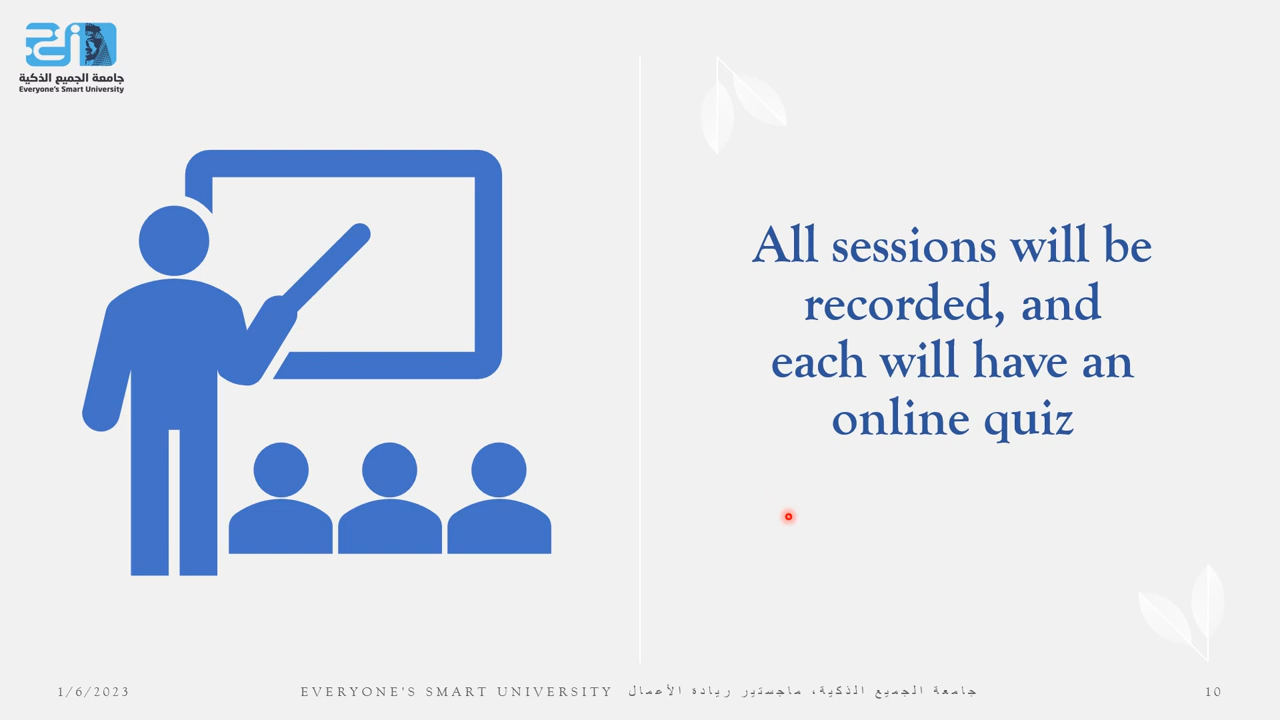 جامعة الجميع الذكية
Everyone's Smart University
All sessions will be
recorded, and
each will have an
online quiz
1/6/2023
EVERYONE'S SMART UNIVERSITY جامعة الجميع الذكية، ماجستير ريادة الأعمال
10